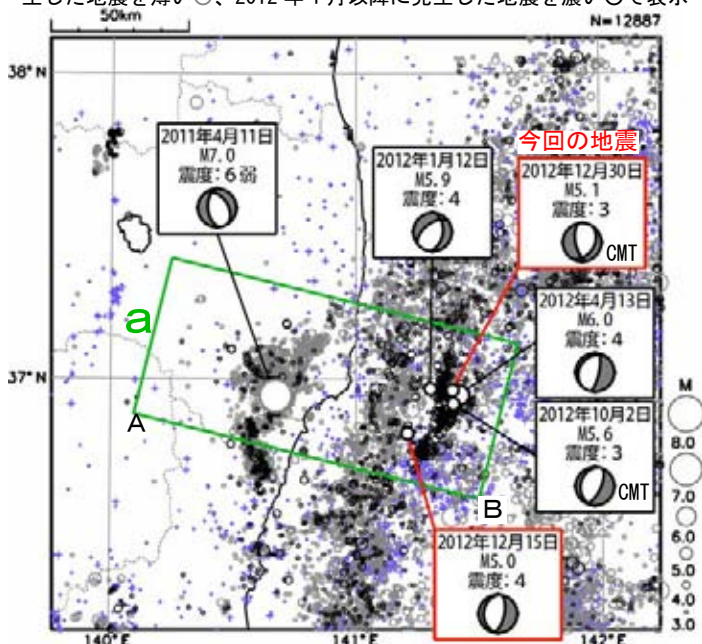 生した地震を薄い○、2012 年 1 月以降に発生した地震を濃い○で表示
50km
N=12887
38°N
2011年4月11日
M7.0
震度:6弱
2012年1月12日
M5.9
震度:4
今回の地震
2012年12月30日
M5.1
震度:3
CMT
a
2012年4月13日
M6.0
震度:4
37°N
A
2012年10月2日
M5.6
震度:3
CMT
M
8.0
7.0
6.0
5.0
4.0
3.0
B
2012年12月15日
M5.0
震度:4
140°E
141°E
142°E